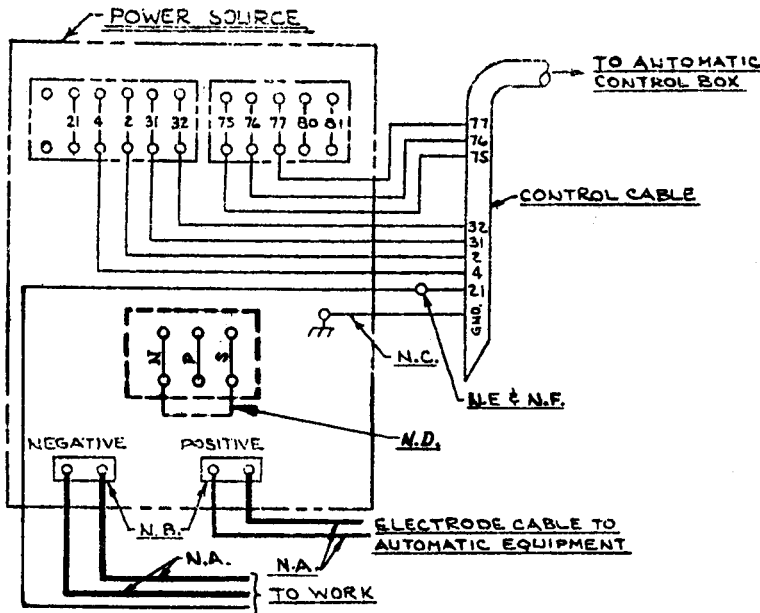 POWER SOURCE
TO AUTOMATIC
CONTROL BOX
21 4 2 31 32 75 76 77 80 81
77
76
75
CONTROL CABLE
32
31
2
4
21
GND.
N P S
N.C.
N.E & N.F.
N.D.
NEGATIVE POSITIVE
N.B.
ELECTRODE CABLE TO
AUTOMATIC EQUIPMENT
N.A. N.A.
TO WORK